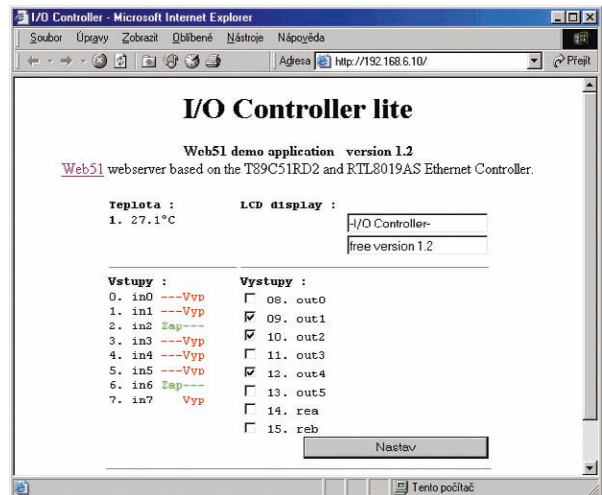 I/O Controller - Microsoft Internet Explorer
Soubor Úpravy Zobrazit Oblíbené Nástroje Nápověda
Adresa http://192.168.6.10/ Přejít
I/O Controller lite
Web51 demo application version 1.2
Web51 webserver based on the T89C51RD2 and RTL8019AS Ethernet Controller.
Teplota : LCD display :
1. 27.1°C
-I/O Controller-
free version 1.2
Vstupy : Vystupy :
0. in0 ---Vyp 08. out0
1. in1 ---Vyp 09. out1
2. in2 Zap--- 10. out2
3. in3 ---Vyp 11. out3
4. in4 ---Vyp 12. out4
5. in5 ---Vyp 13. out5
6. in6 Zap--- 14. rea
7. in7 Vyp 15. reb
Nastav
Tento počítač